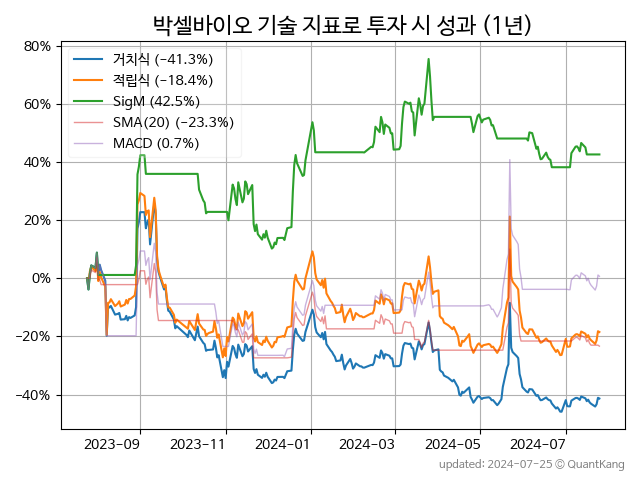 박셀바이오 기술 지표로 투자 시 성과 (1년)
80%
60%
40%
20%
0%
−20%
−40%
거치식 (−41.3%)
적립식 (−18.4%)
SigM (42.5%)
SMA(20) (−23.3%)
MACD (0.7%)
2023−09
2023−11
2024−01
2024−03
2024−05
2024−07
updated: 2024−07−25 © QuantKang